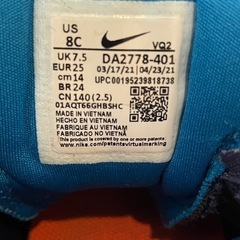 US
8C
VQ2
UK 7.5
DA2778-401
EUR 25
03/17/21 04/23/21
cm 14
UPC 00195239818738
BR 24
CN 140 (2.5)
01AQT66GHBSHC
MADE IN VIETNAM
FABRIQUÉ AU VIETNAM
HECHO EN VIETNAM
FABRICADO NO VIETNAM
www.nike.com/patentsvirtualmarking